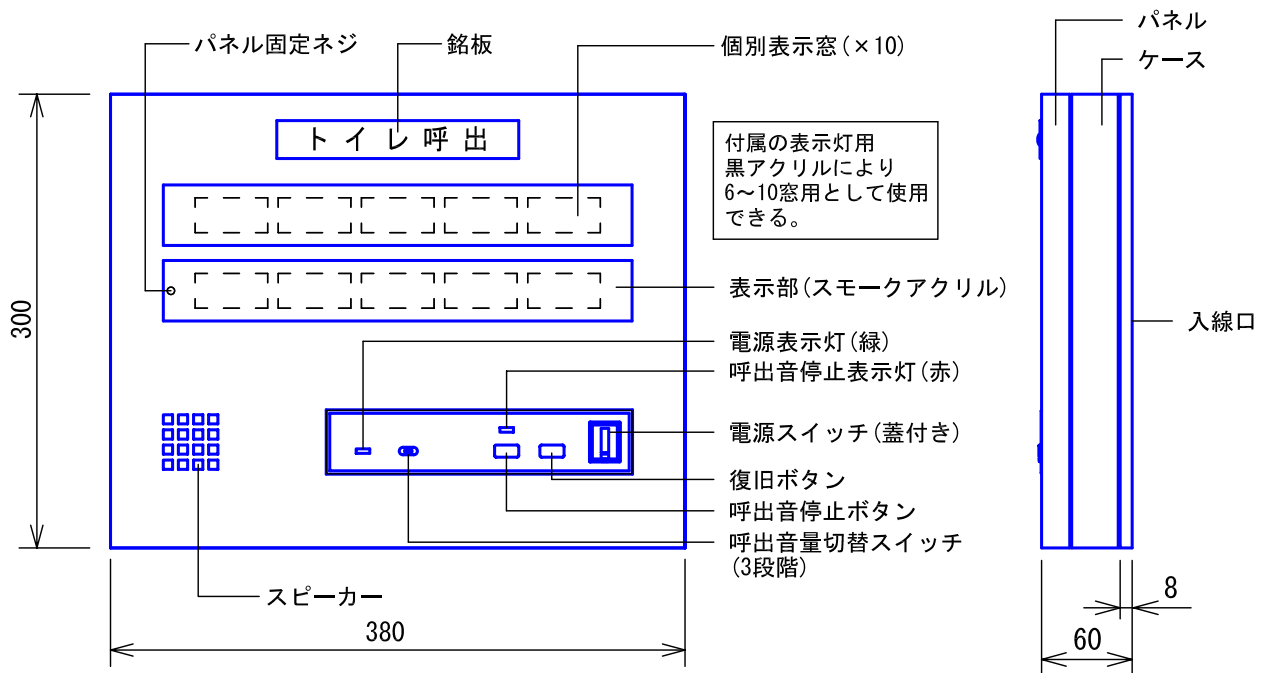 パネル固定ネジ
銘板
個別表示窓(×10)
パネル
ケース
トイレ呼出
付属の表示灯用
黒アクリルにより
6～10窓用として使用
できる。
表示部(スモークアクリル)
入線口
300
電源表示灯(緑)
呼出音停止表示灯(赤)
電源スイッチ(蓋付き)
復旧ボタン
呼出音停止ボタン
呼出音量切替スイッチ
(3段階)
スピーカー
8
380
60